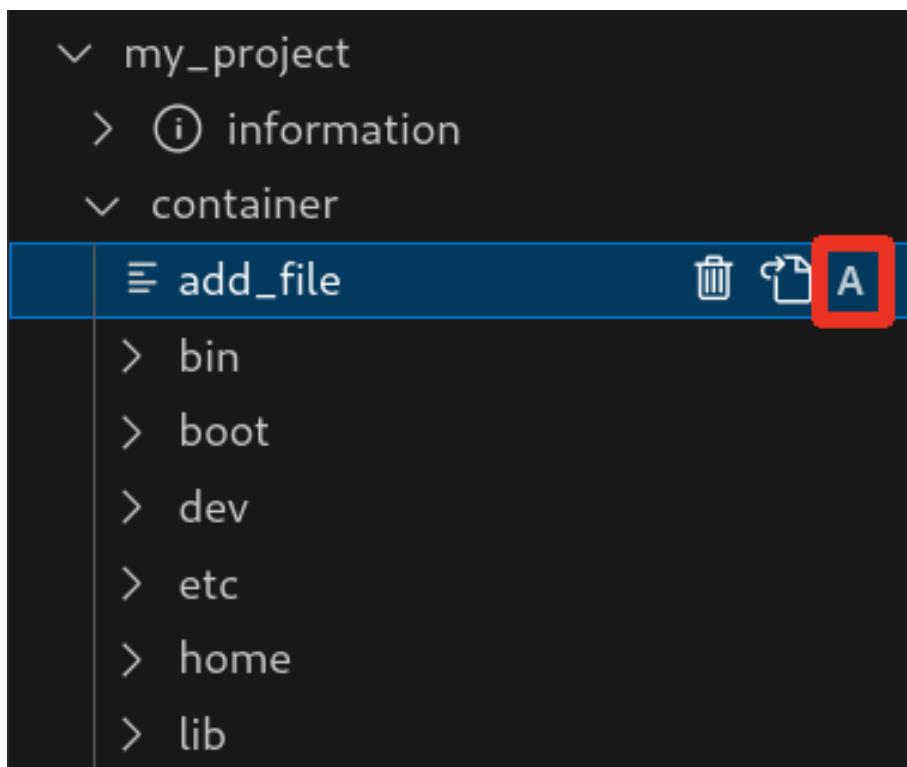 my_project
information
container
add_file A
bin
boot
dev
etc
home
lib